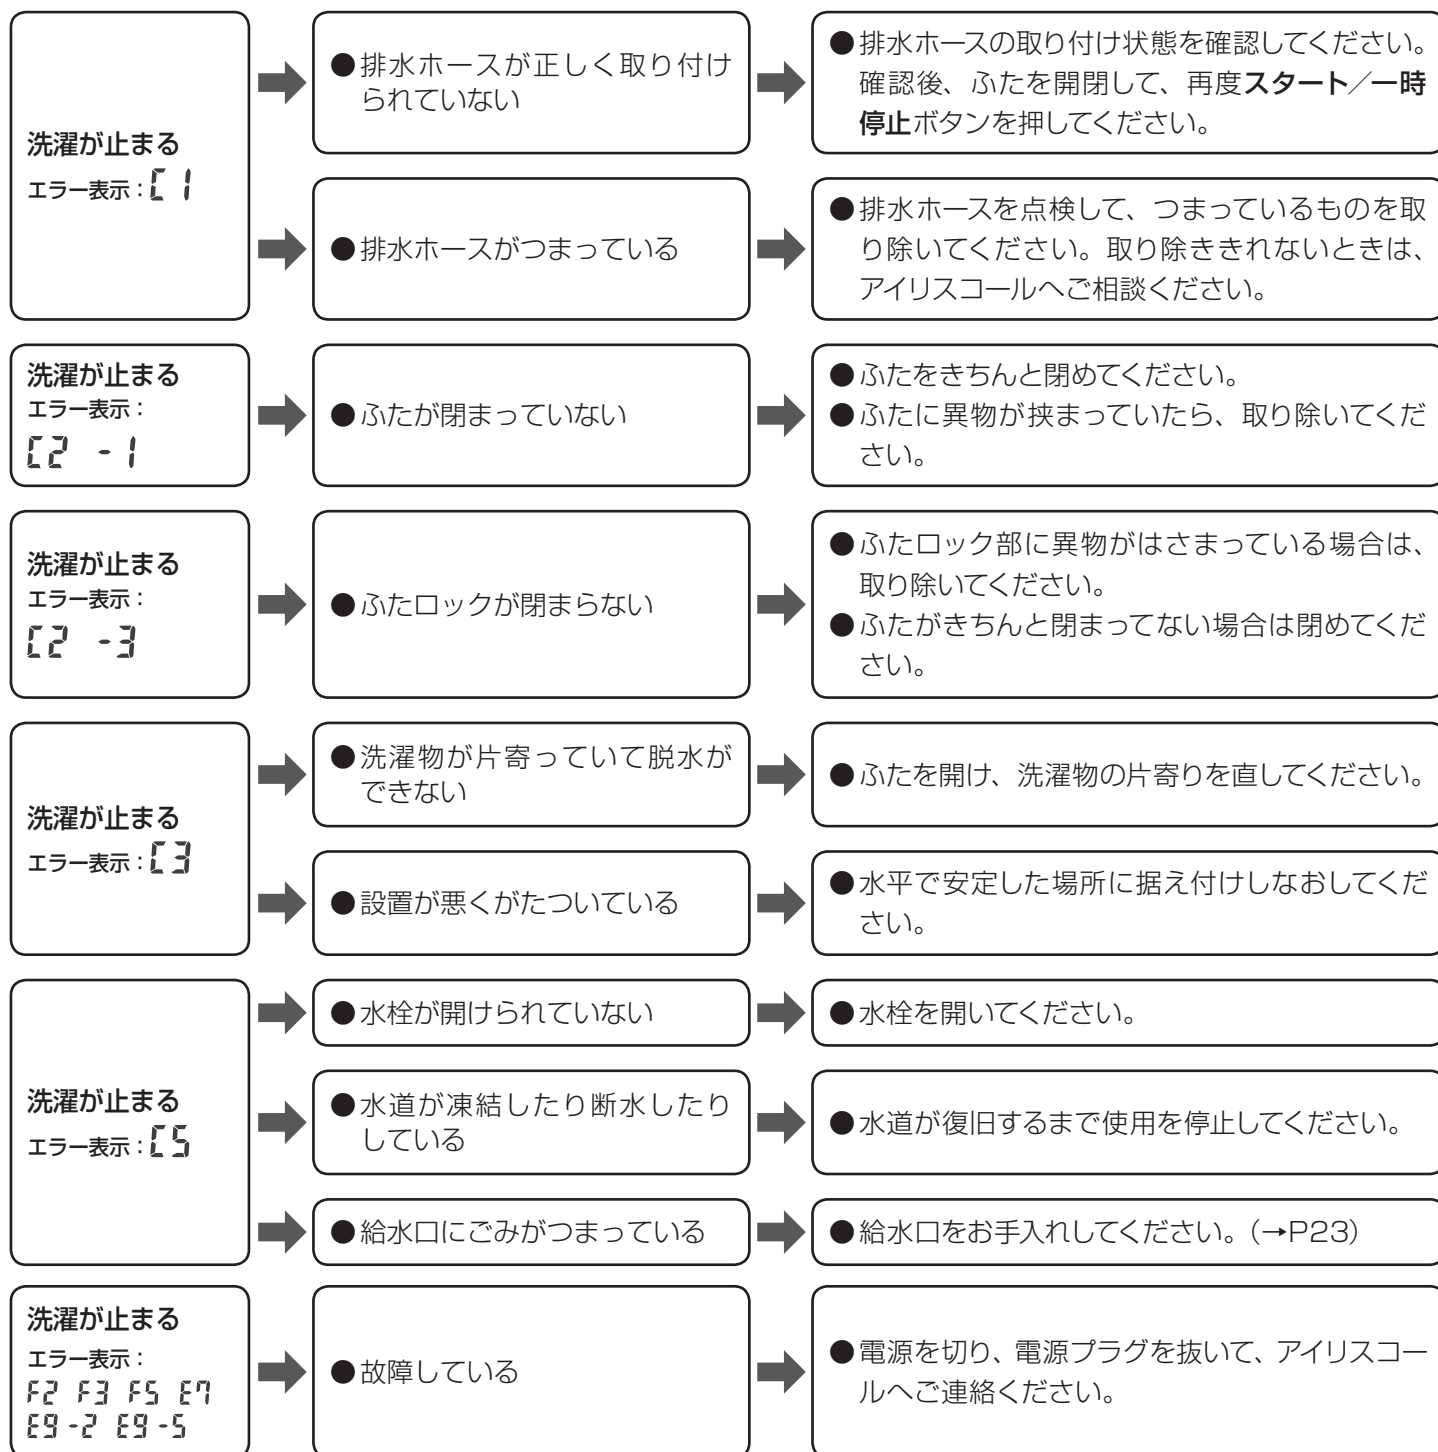 洗濯が止まる
エラー表示：C1
●排水ホースが正しく取り付け
られていない
●排水ホースの取り付け状態を確認してください。
確認後、ふたを開閉して、再度スタート／一時
停止ボタンを押してください。
●排水ホースがつまっている
●排水ホースを点検して、つまっているものを取
り除いてください。取り除ききれないときは、
アイリスコールへご相談ください。
洗濯が止まる
エラー表示：
C2 -1
●ふたが閉まっていない
●ふたをきちんと閉めてください。
●ふたに異物が挟まっていたら、取り除いてくだ
さい。
洗濯が止まる
エラー表示：
C2 -3
●ふたロックが閉まらない
●ふたロック部に異物がはさまっている場合は、
取り除いてください。
●ふたがきちんと閉まってない場合は閉めてくだ
さい。
洗濯が止まる
エラー表示：C3
●洗濯物が片寄っていて脱水が
できない
●ふたを開け、洗濯物の片寄りを直してください。
●設置が悪くがたついている
●水平で安定した場所に据え付けしなおしてくだ
さい。
洗濯が止まる
エラー表示：C5
●水栓が開けられていない
●水栓を開いてください。
●水道が凍結したり断水したり
している
●水道が復旧するまで使用を停止してください。
●給水口にごみがつまっている
●給水口をお手入れしてください。（→P23）
洗濯が止まる
エラー表示：
F2 F3 F5 E7
E9-2 E9-5
●故障している
●電源を切り、電源プラグを抜いて、アイリスコー
ルへご連絡ください。